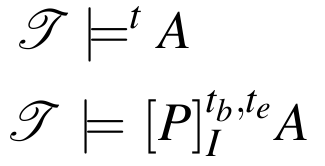 𝒯 ⊨ᵗ A
𝒯 ⊨ [P]_I^{t_b,t_e} A